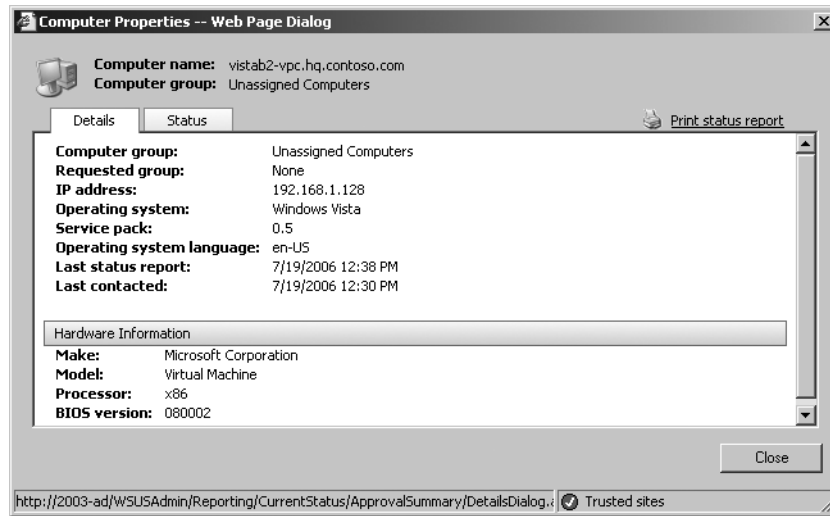 Computer Properties -- Web Page Dialog
Computer name: vistab2-vpc.hq.contoso.com
Computer group: Unassigned Computers
Details Status Print status report
Computer group: Unassigned Computers
Requested group: None
IP address: 192.168.1.128
Operating system: Windows Vista
Service pack: 0.5
Operating system language: en-US
Last status report: 7/19/2006 12:38 PM
Last contacted: 7/19/2006 12:30 PM
Hardware Information
Make: Microsoft Corporation
Model: Virtual Machine
Processor: x86
BIOS version: 080002
Close
http://2003-ad/WSUSAdmin/Reporting/CurrentStatus/ApprovalSummary/DetailsDialog. Trusted sites